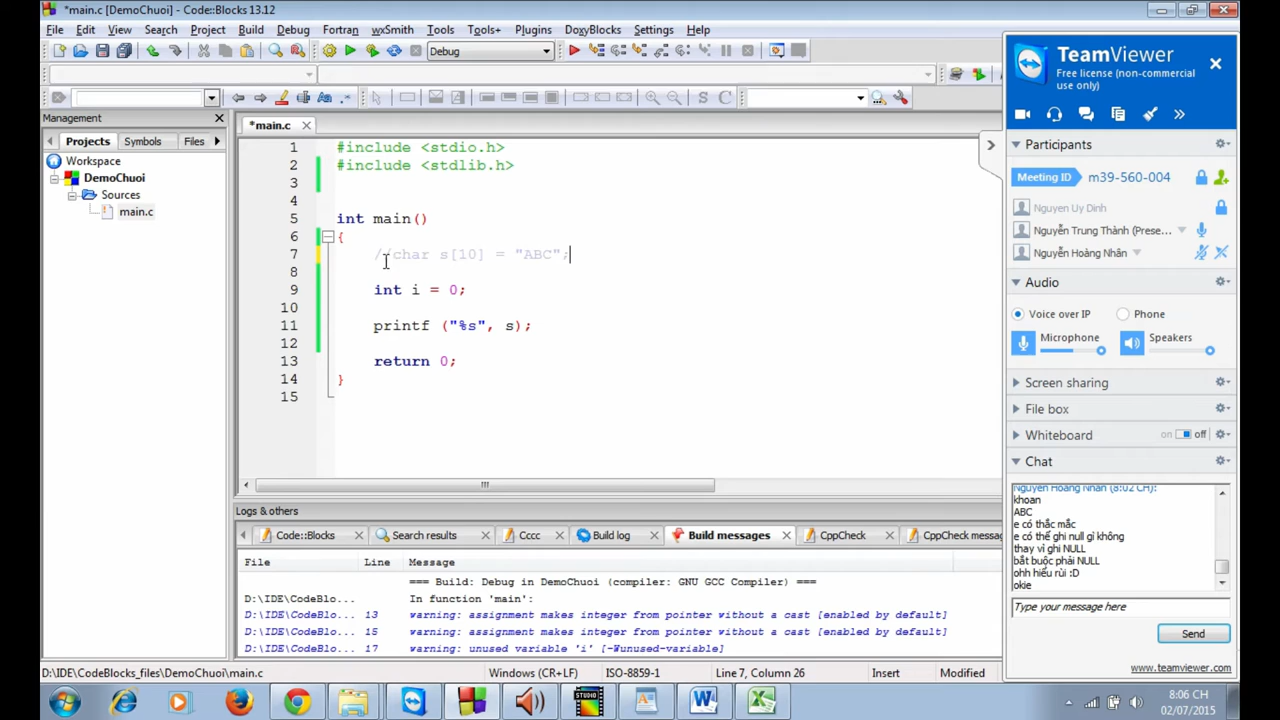 *main.c [DemoChuoi] - Code::Blocks 13.12
File Edit View Search Project Build Debug Fortran wxSmith Tools Tools+ Plugins DoxyBlocks Settings Help
Debug
Management
Projects Symbols Files
Workspace
DemoChuoi
Sources
main.c
*main.c
1 #include <stdio.h>
2 #include <stdlib.h>
3
4
5 int main()
6 {
7 //char s[10] = "ABC";
8
9 int i = 0;
10
11 printf ("%s", s);
12
13 return 0;
14 }
15
Logs & others
Code::Blocks Search results Cccc Build log Build messages CppCheck CppCheck messag
File Line Message
=== Build: Debug in DemoChuoi (compiler: GNU GCC Compiler) ===
D:\IDE\CodeBlo... In function 'main':
D:\IDE\CodeBlo... 13 warning: assignment makes integer from pointer without a cast [enabled by default]
D:\IDE\CodeBlo... 15 warning: assignment makes integer from pointer without a cast [enabled by default]
D:\IDE\CodeBlo... 17 warning: unused variable 'i' [-Wunused-variable]
D:\IDE\CodeBlocks_files\DemoChuoi\main.c Windows (CR+LF) ISO-8859-1 Line 7, Column 26 Insert Modified
TeamViewer
Free license (non-commercial
use only)
Participants
Meeting ID m39-560-004
Nguyen Uy Dinh
Nguyễn Trung Thành (Prese...
Nguyễn Hoàng Nhân
Audio
Voice over IP Phone
Microphone Speakers
Screen sharing
File box
Whiteboard on off
Chat
Nguyễn Hoàng Nhân (8:02 CH):
khoan
ABC
e có thắc mắc
e có thể ghi null gì không
thay vì ghi NULL
bắt buộc phải NULL
ohh hiểu rùi :D
okie
Type your message here
Send
www.teamviewer.com
STUDIO
8:06 CH
02/07/2015